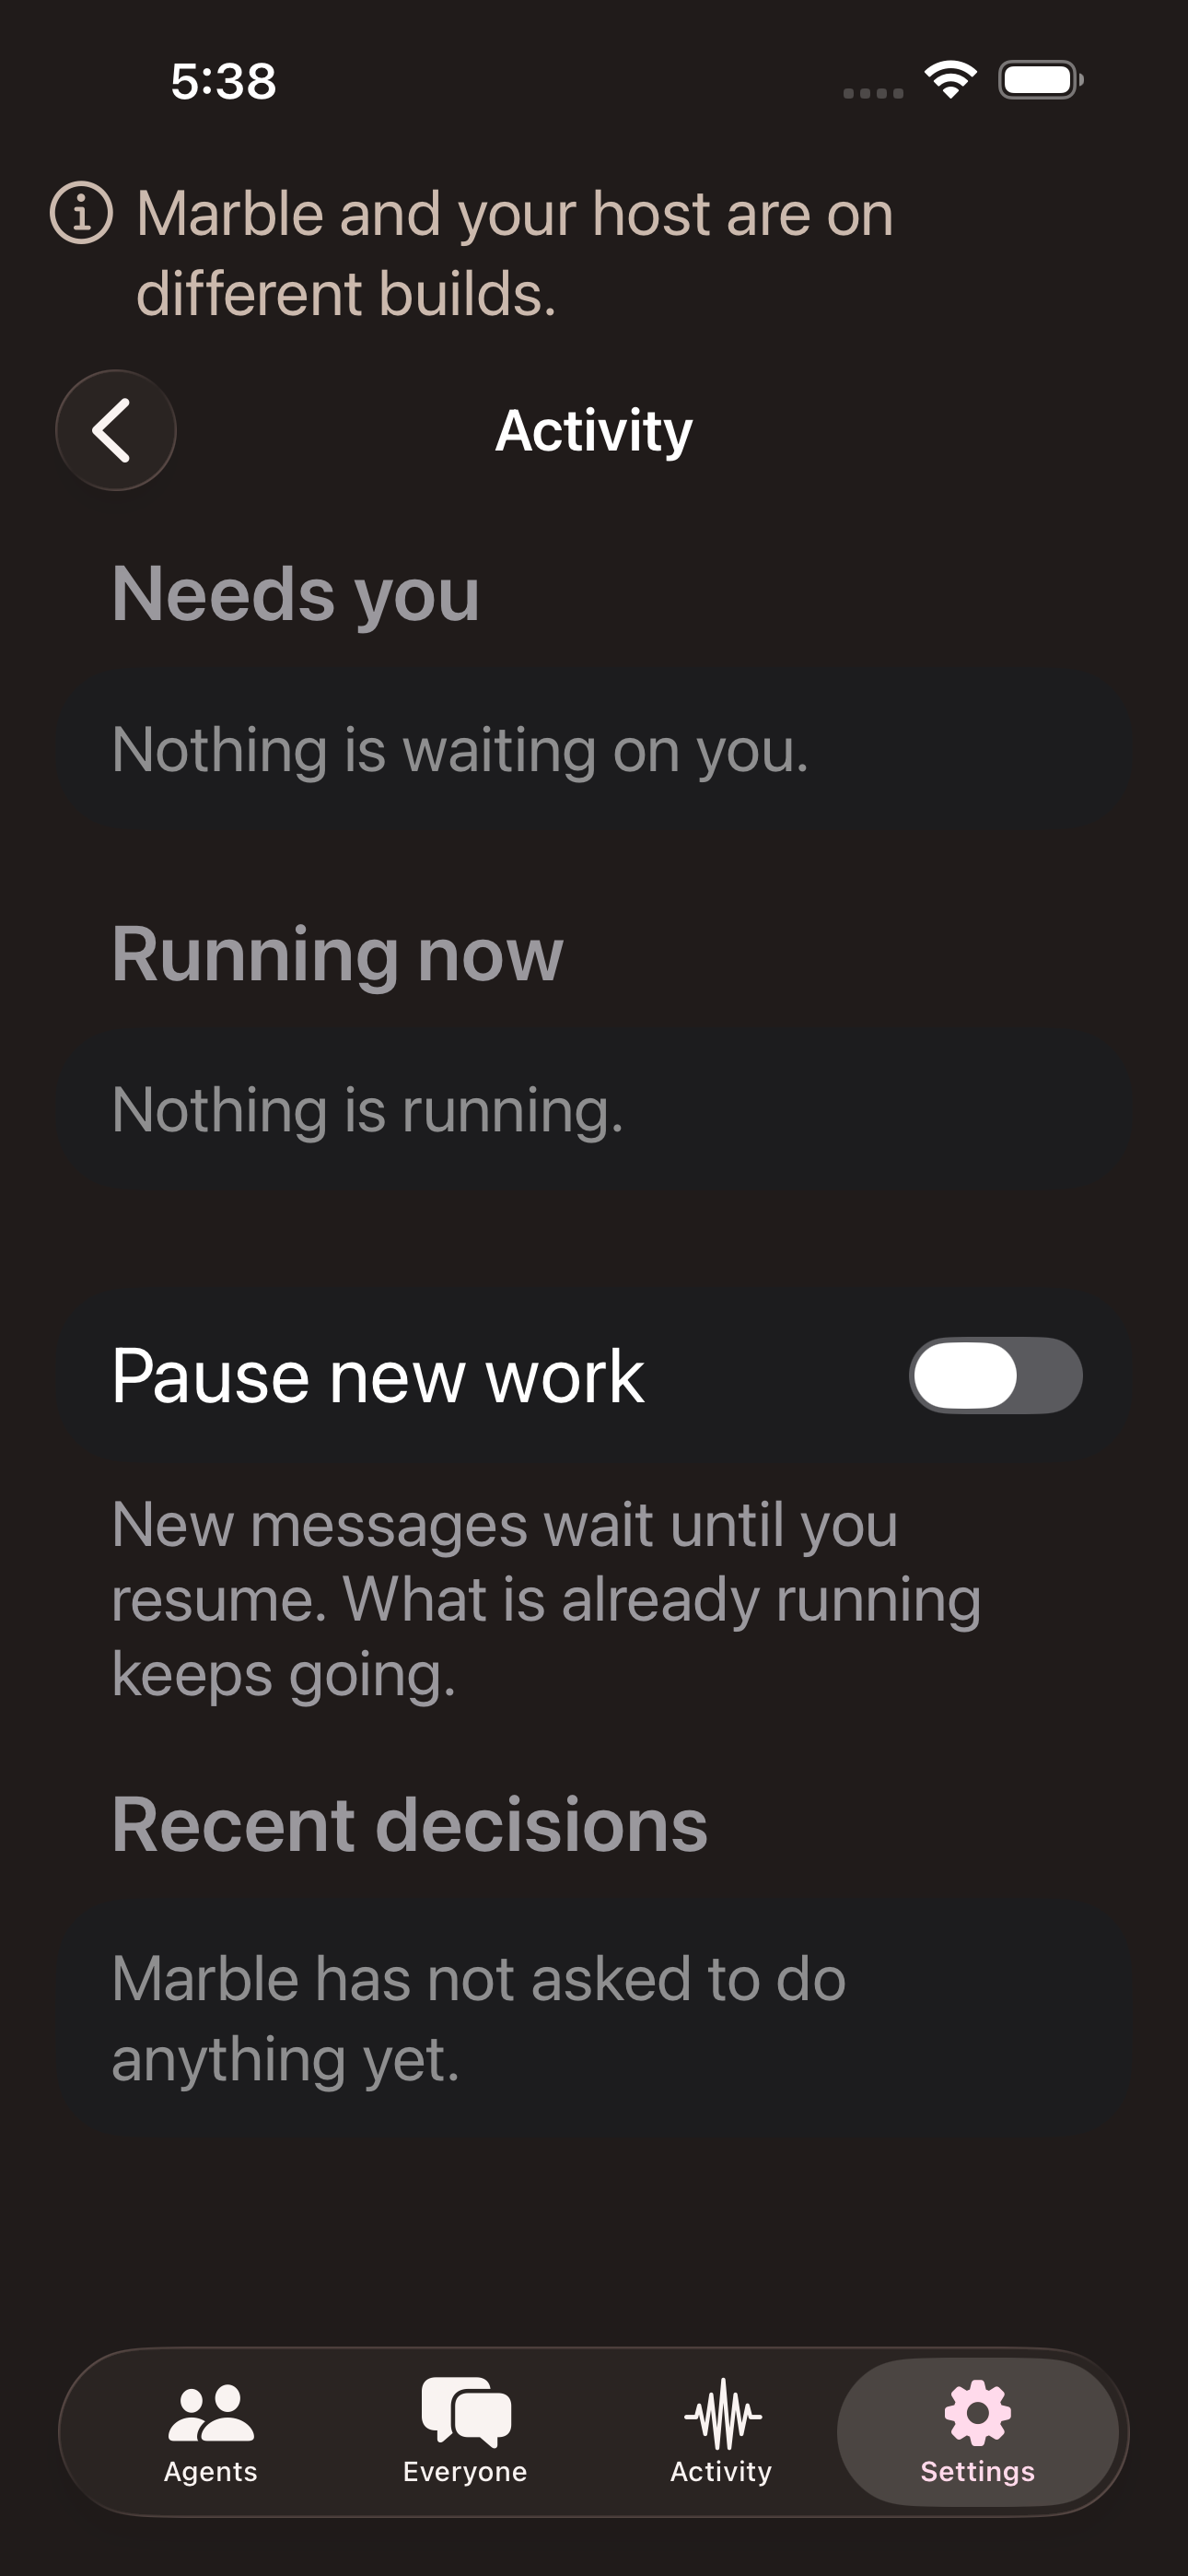 5:38
Marble and your host are on
different builds.
Activity
Needs you
Nothing is waiting on you.
Running now
Nothing is running.
Pause new work
New messages wait until you
resume. What is already running
keeps going.
Recent decisions
Marble has not asked to do
anything yet.
Agents
Everyone
Activity
Settings